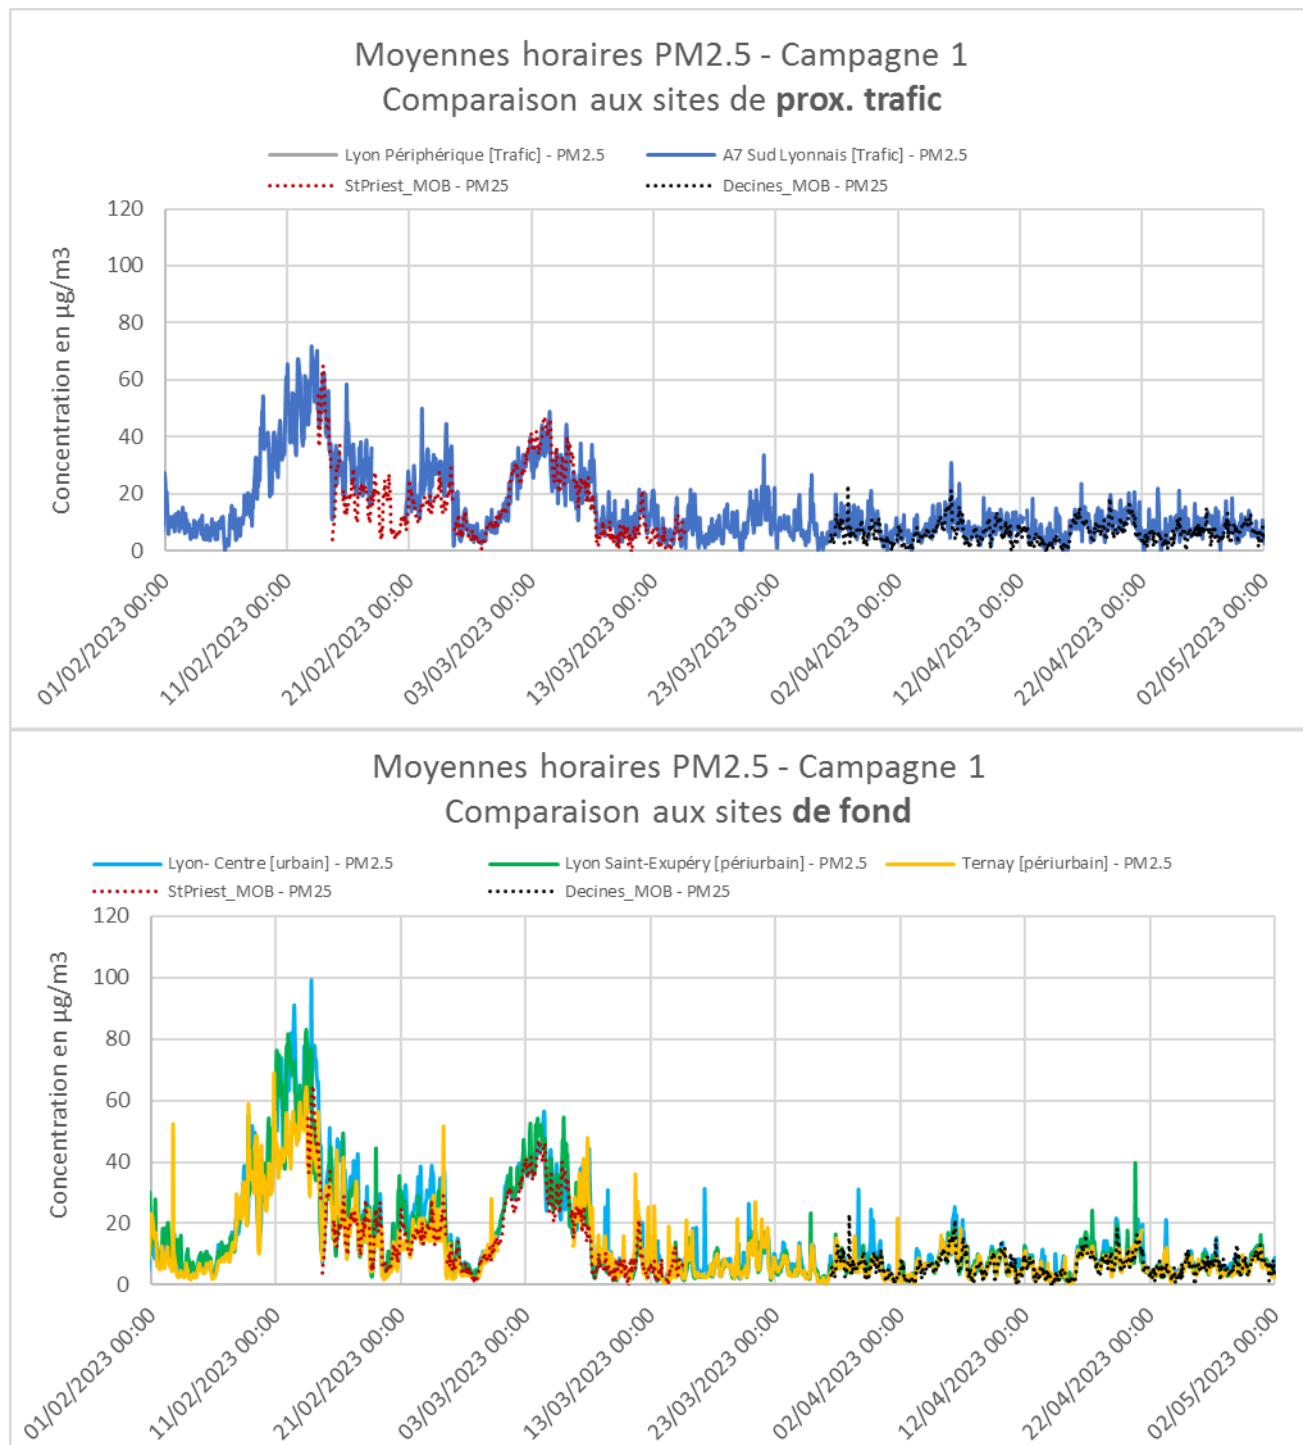 Moyennes horaires PM2.5 - Campagne 1
Comparaison aux sites de prox. trafic
Lyon Périphérique [Trafic] - PM2.5
A7 Sud Lyonnais [Trafic] - PM2.5
StPriest_MOB - PM25
Decines_MOB - PM25
Concentration en µg/m3
120
100
80
60
40
20
0
01/02/2023 00:00
11/02/2023 00:00
21/02/2023 00:00
03/03/2023 00:00
13/03/2023 00:00
23/03/2023 00:00
02/04/2023 00:00
12/04/2023 00:00
22/04/2023 00:00
02/05/2023 00:00
Moyennes horaires PM2.5 - Campagne 1
Comparaison aux sites de fond
Lyon- Centre [urbain] - PM2.5
Lyon Saint-Exupéry [périurbain] - PM2.5
Ternay [périurbain] - PM2.5
StPriest_MOB - PM25
Decines_MOB - PM25
Concentration en µg/m3
120
100
80
60
40
20
0
01/02/2023 00:00
11/02/2023 00:00
21/02/2023 00:00
03/03/2023 00:00
13/03/2023 00:00
23/03/2023 00:00
02/04/2023 00:00
12/04/2023 00:00
22/04/2023 00:00
02/05/2023 00:00